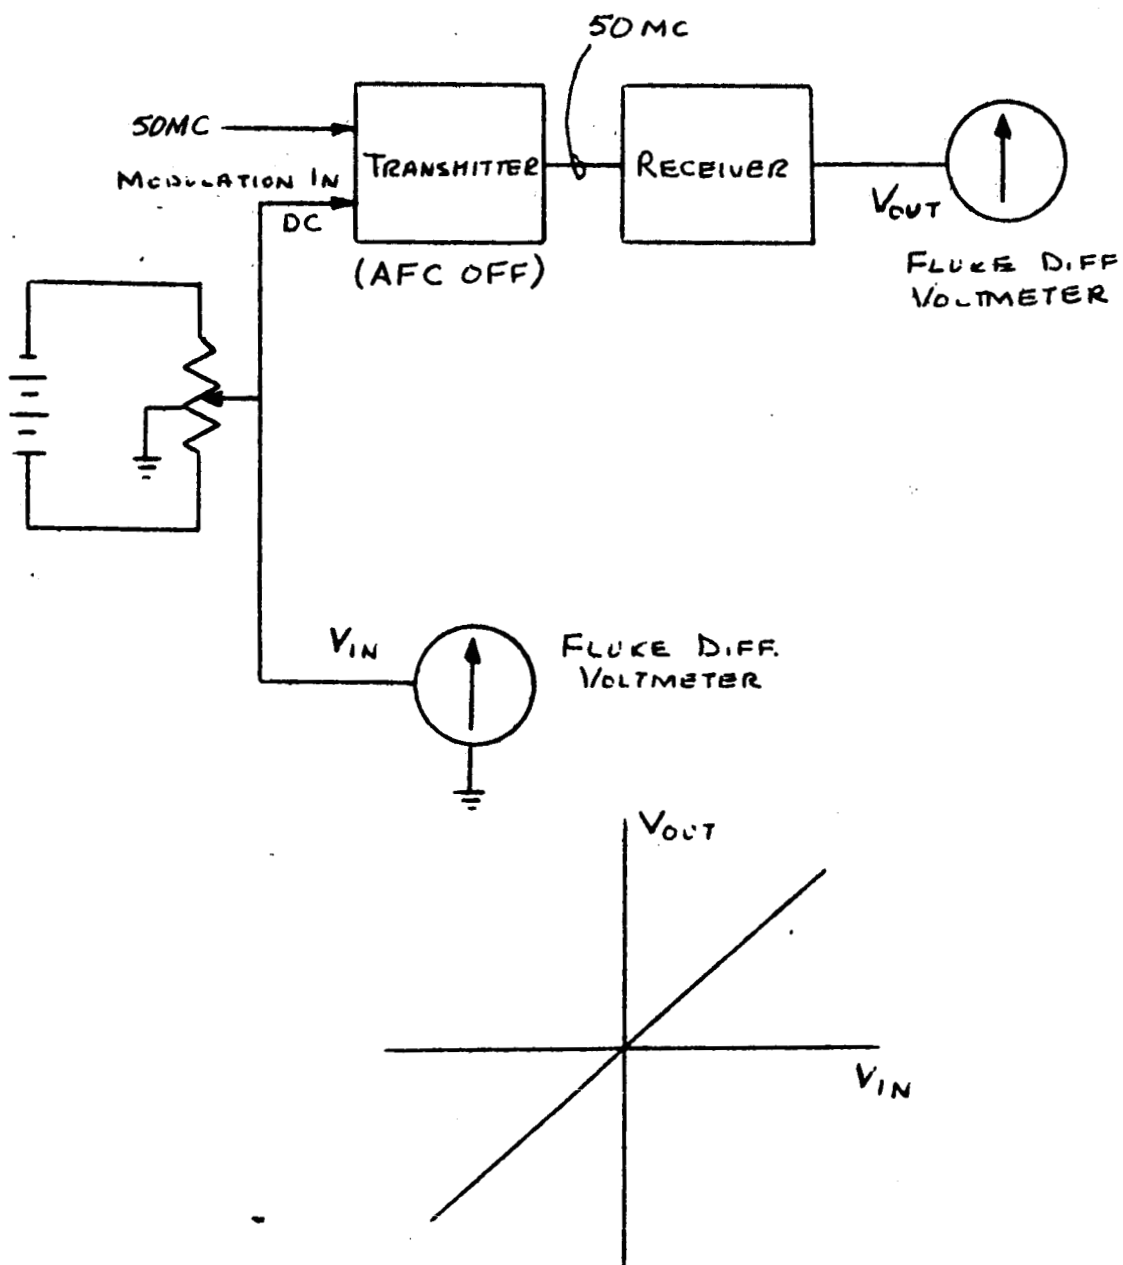 50 MC
50MC
MODULATION IN
DC
TRANSMITTER
RECEIVER
VOUT
(AFC OFF)
FLUKE DIFF
VOLTMETER
VIN
FLUKE DIFF.
VOLTMETER
VOUT
VIN